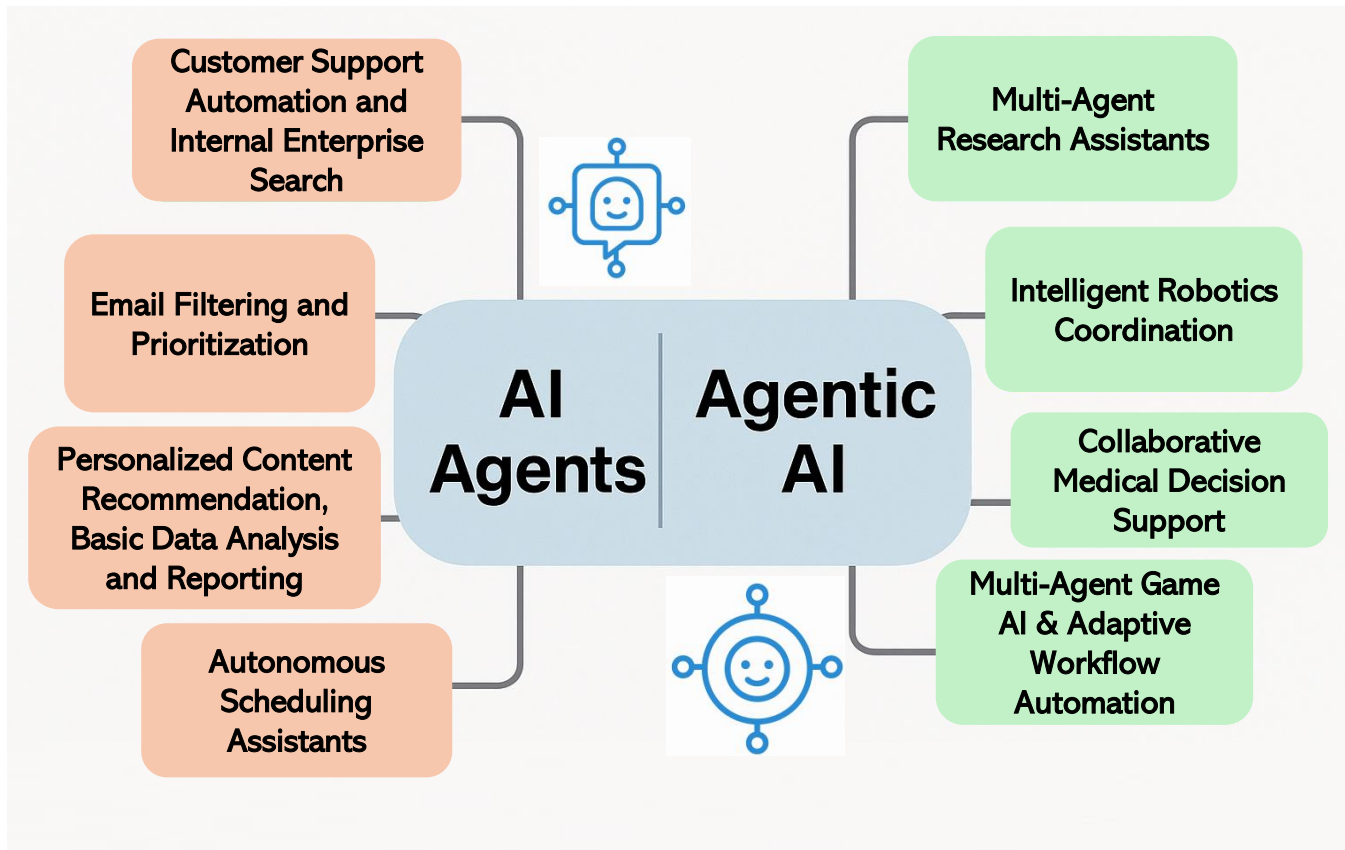 Customer Support
Automation and
Internal Enterprise
Search
Email Filtering and
Prioritization
Personalized Content
Recommendation,
Basic Data Analysis
and Reporting
Autonomous
Scheduling
Assistants
AI
Agents
Agentic
AI
Multi-Agent
Research Assistants
Intelligent Robotics
Coordination
Collaborative
Medical Decision
Support
Multi-Agent Game
AI & Adaptive
Workflow
Automation